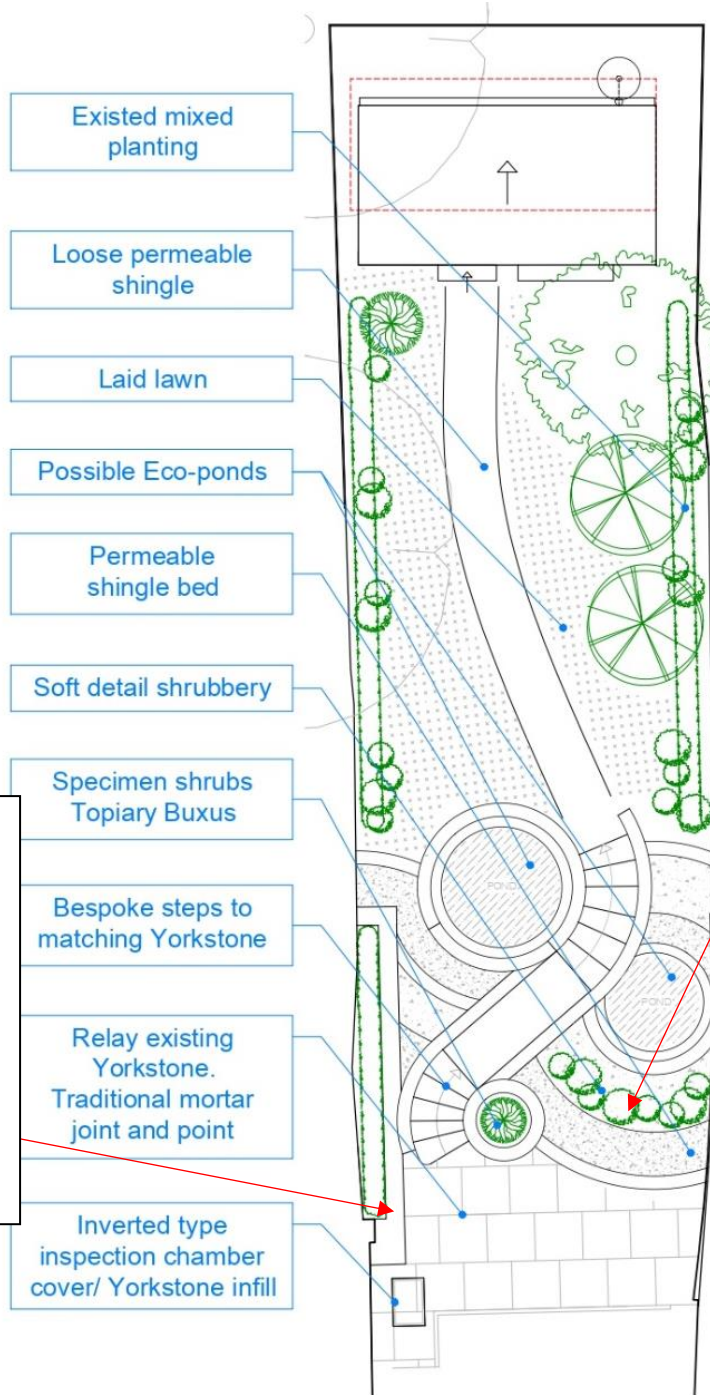 Existed mixed
planting
Loose permeable
shingle
Laid lawn
Possible Eco-ponds
Permeable
shingle bed
Soft detail shrubbery
Specimen shrubs
Topiary Buxus
Bespoke steps to
matching Yorkstone
Relay existing
Yorkstone.
Traditional mortar
joint and point
Inverted type
inspection chamber
cover/ Yorkstone infill
POND
POND